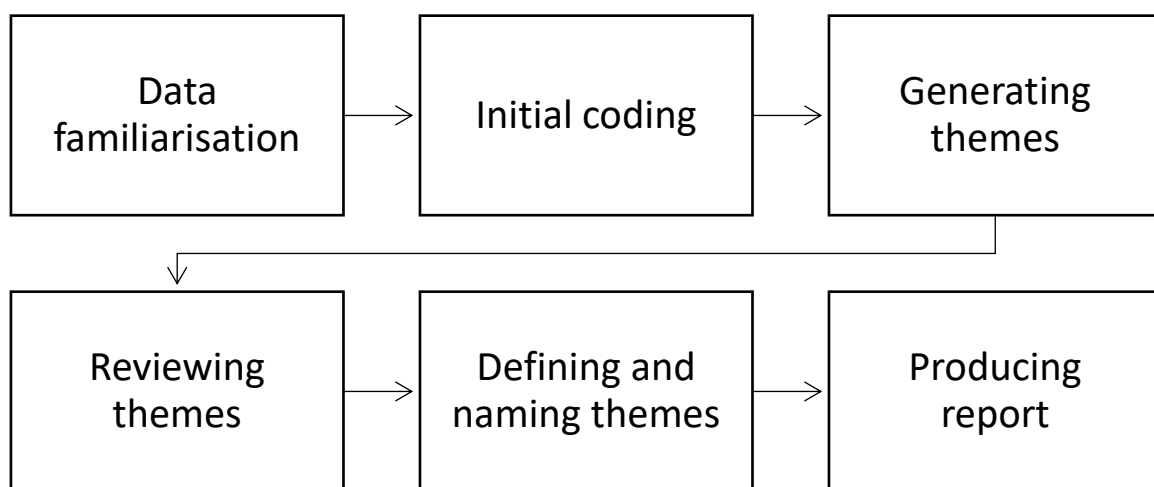 Data
familiarisation
Initial coding
Generating
themes
Reviewing
themes
Defining and
naming themes
Producing
report